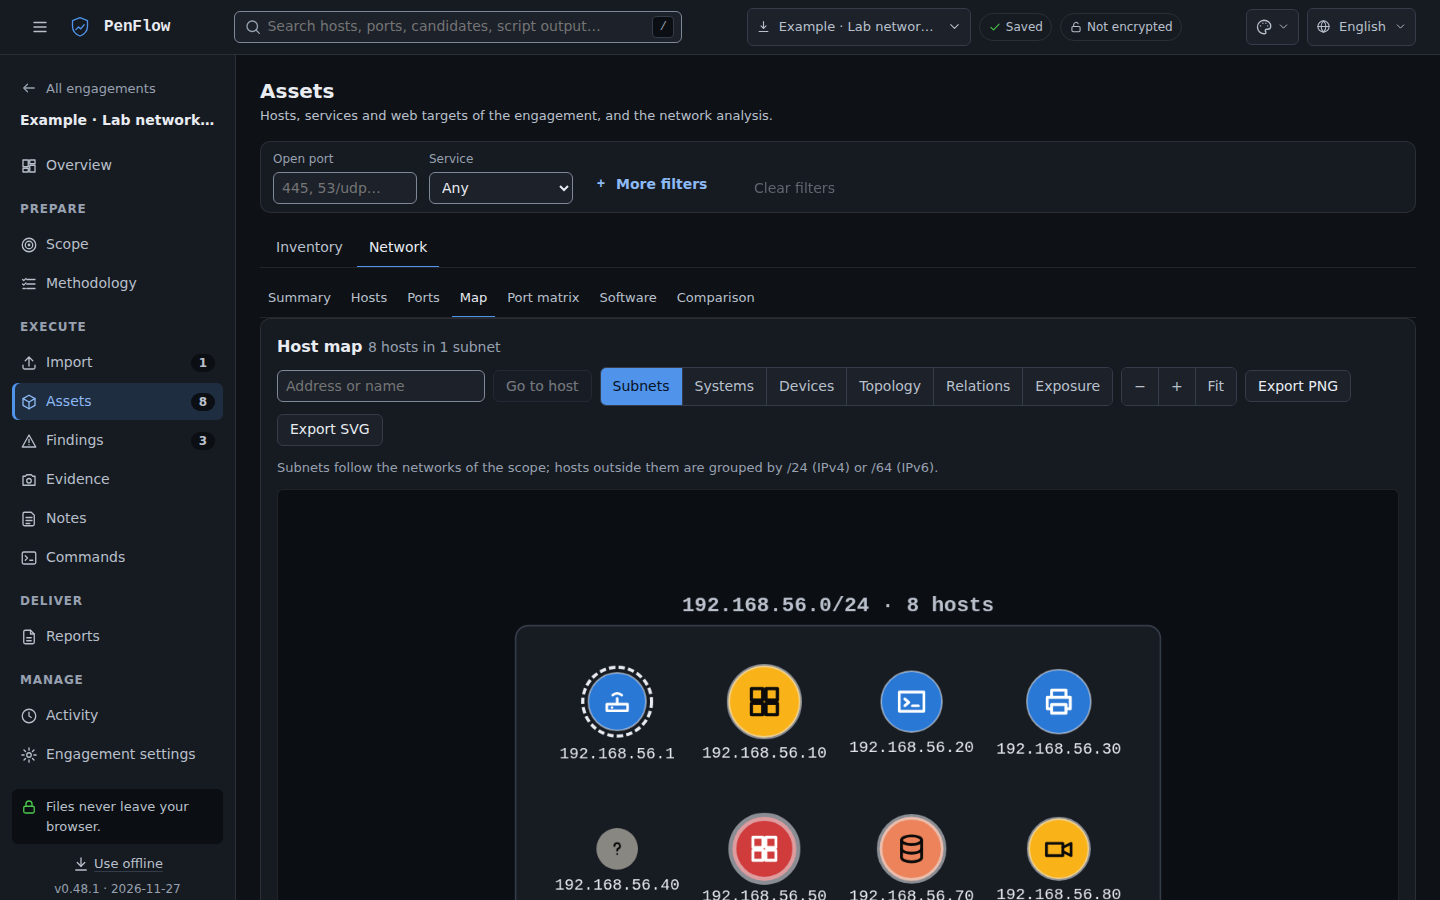 PenFlow
Search hosts, ports, candidates, script output…
/
Example · Lab networ…
Saved
Not encrypted
English
All engagements
Example · Lab network…
Overview
PREPARE
Scope
Methodology
EXECUTE
Import 1
Assets 8
Findings 3
Evidence
Notes
Commands
DELIVER
Reports
MANAGE
Activity
Engagement settings
Files never leave your
browser.
Use offline
v0.48.1 · 2026-11-27
Assets
Hosts, services and web targets of the engagement, and the network analysis.
Open port
Service
445, 53/udp…
Any
+ More filters
Clear filters
Inventory Network
Summary Hosts Ports Map Port matrix Software Comparison
Host map 8 hosts in 1 subnet
Address or name
Go to host
Subnets Systems Devices Topology Relations Exposure
− + Fit
Export PNG
Export SVG
Subnets follow the networks of the scope; hosts outside them are grouped by /24 (IPv4) or /64 (IPv6).
192.168.56.0/24 · 8 hosts
192.168.56.1 192.168.56.10 192.168.56.20 192.168.56.30
?
192.168.56.40 192.168.56.50 192.168.56.70 192.168.56.80